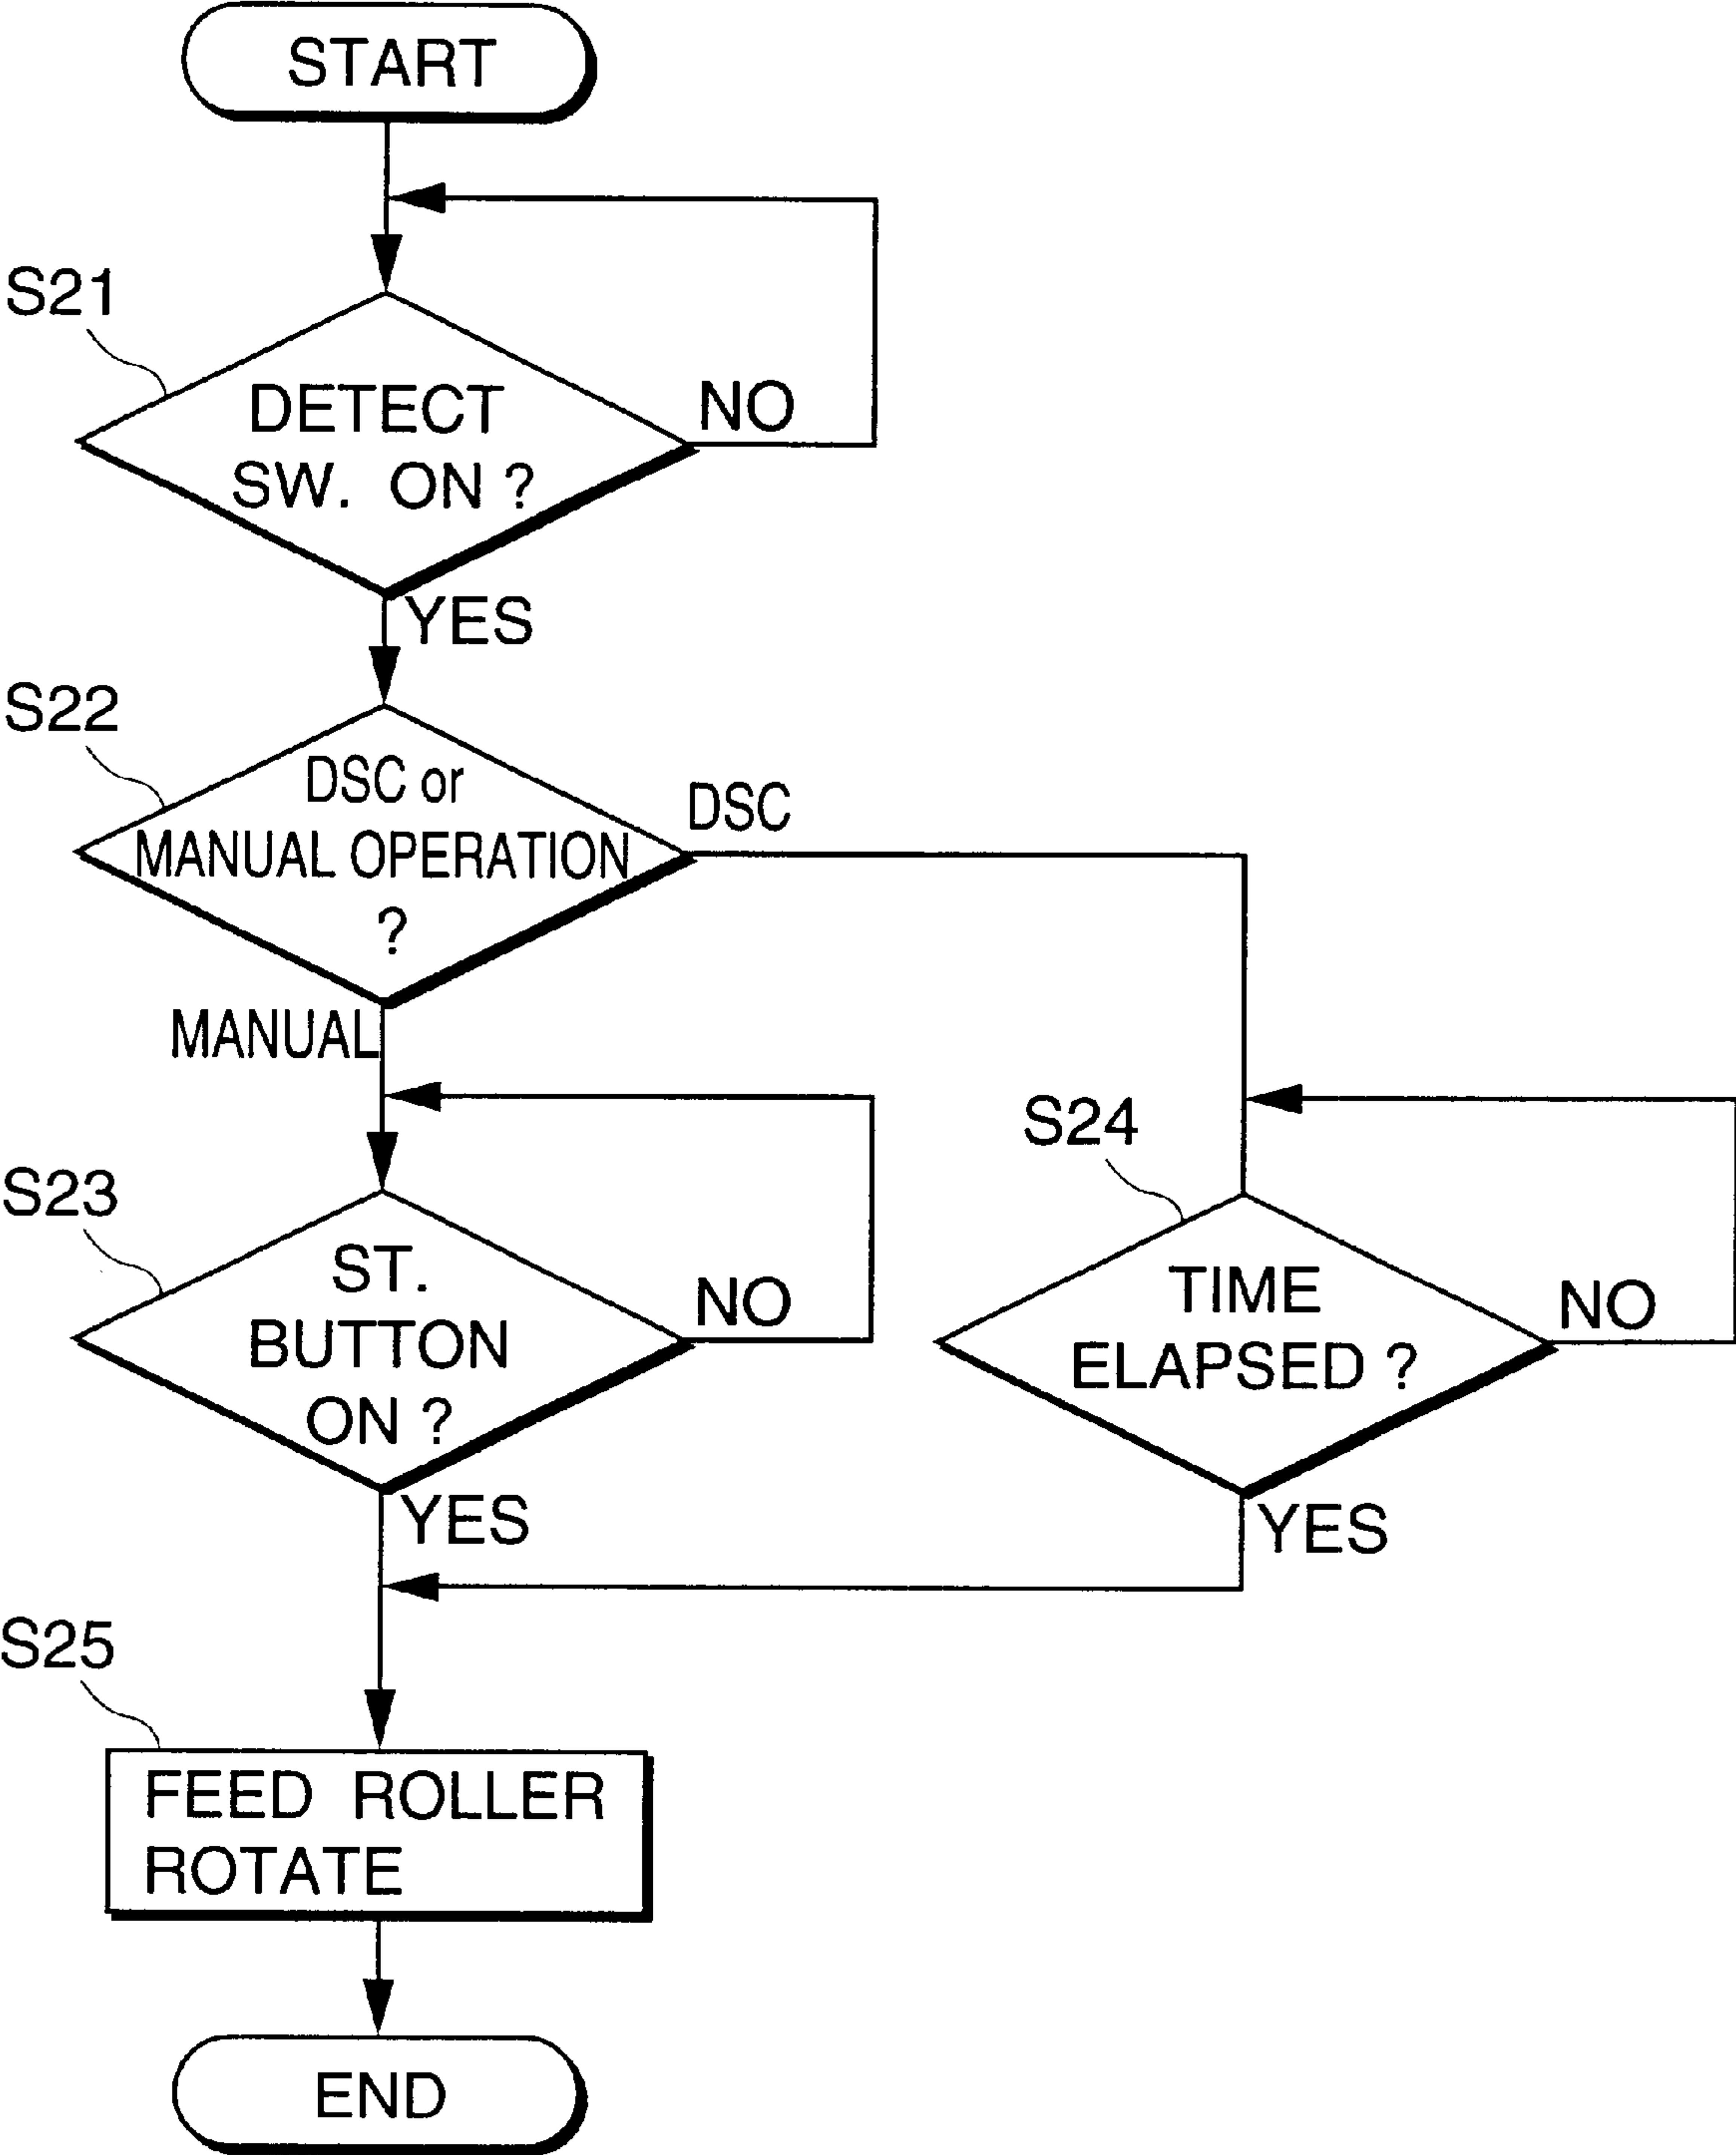 START
S21
DETECT
SW. ON ?
NO
YES
S22
DSC or
MANUAL OPERATION
?
DSC
MANUAL
S23
ST.
BUTTON
ON ?
NO
YES
S24
TIME
ELAPSED ?
NO
YES
S25
FEED ROLLER
ROTATE
END